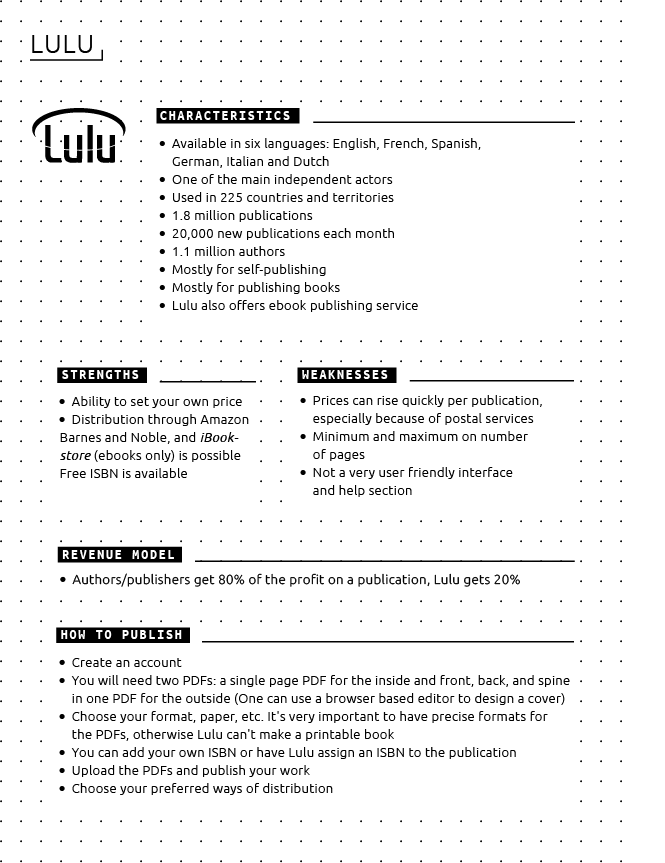 LULU
Lulu
CHARACTERISTICS
• Available in six languages: English, French, Spanish,
German, Italian and Dutch
• One of the main independent actors
• Used in 225 countries and territories
• 1.8 million publications
• 20,000 new publications each month
• 1.1 million authors
• Mostly for self-publishing
• Mostly for publishing books
• Lulu also offers ebook publishing service
STRENGTHS
• Ability to set your own price
• Distribution through Amazon
Barnes and Noble, and iBook-
store (ebooks only) is possible
Free ISBN is available
WEAKNESSES
• Prices can rise quickly per publication,
especially because of postal services
• Minimum and maximum on number
of pages
• Not a very user friendly interface
and help section
REVENUE MODEL
• Authors/publishers get 80% of the profit on a publication, Lulu gets 20%
HOW TO PUBLISH
• Create an account
• You will need two PDFs: a single page PDF for the inside and front, back, and spine
in one PDF for the outside (One can use a browser based editor to design a cover)
• Choose your format, paper, etc. It's very important to have precise formats for
the PDFs, otherwise Lulu can't make a printable book
• You can add your own ISBN or have Lulu assign an ISBN to the publication
• Upload the PDFs and publish your work
• Choose your preferred ways of distribution